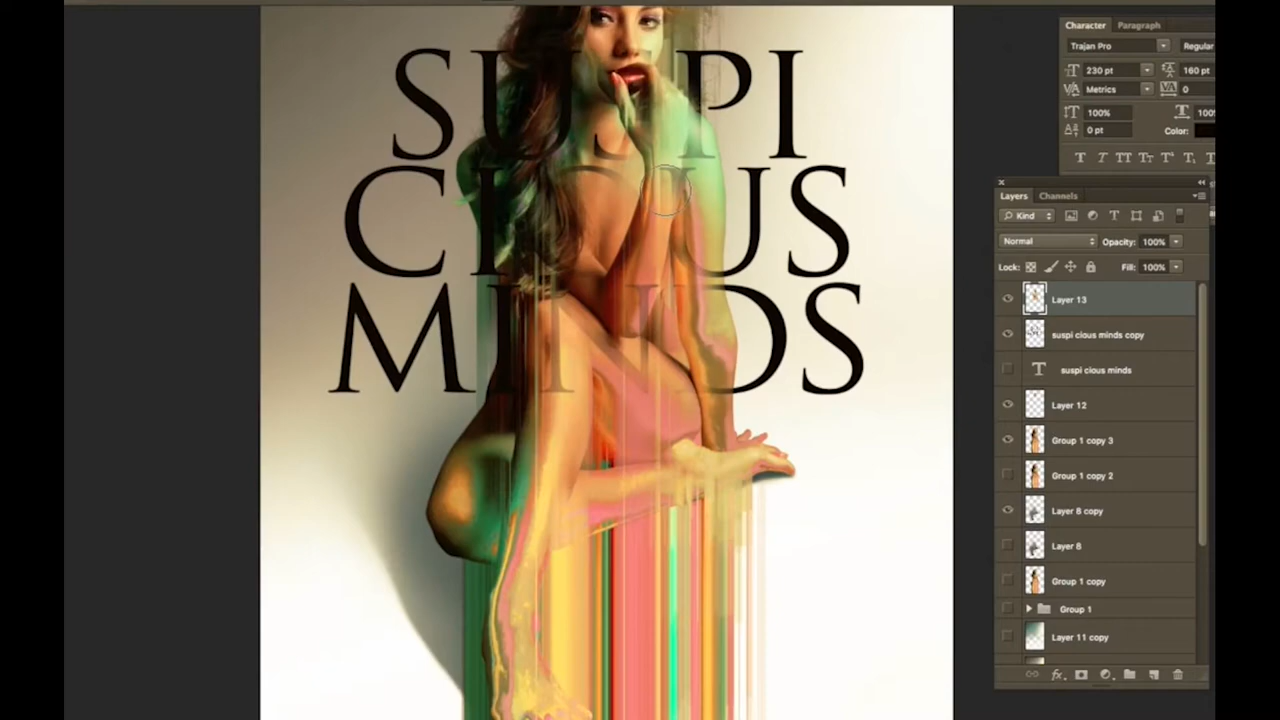 SUSPI
CIOUS
MINDS
Character Paragraph
Trajan Pro Regular
230 pt 160 pt
Metrics 0
100% 100
0 pt Color:
Layers Channels
Kind
Normal Opacity: 100%
Lock: Fill: 100%
Layer 13
suspi cious minds copy
suspi cious minds
Layer 12
Group 1 copy 3
Group 1 copy 2
Layer 8 copy
Layer 8
Group 1 copy
Group 1
Layer 11 copy